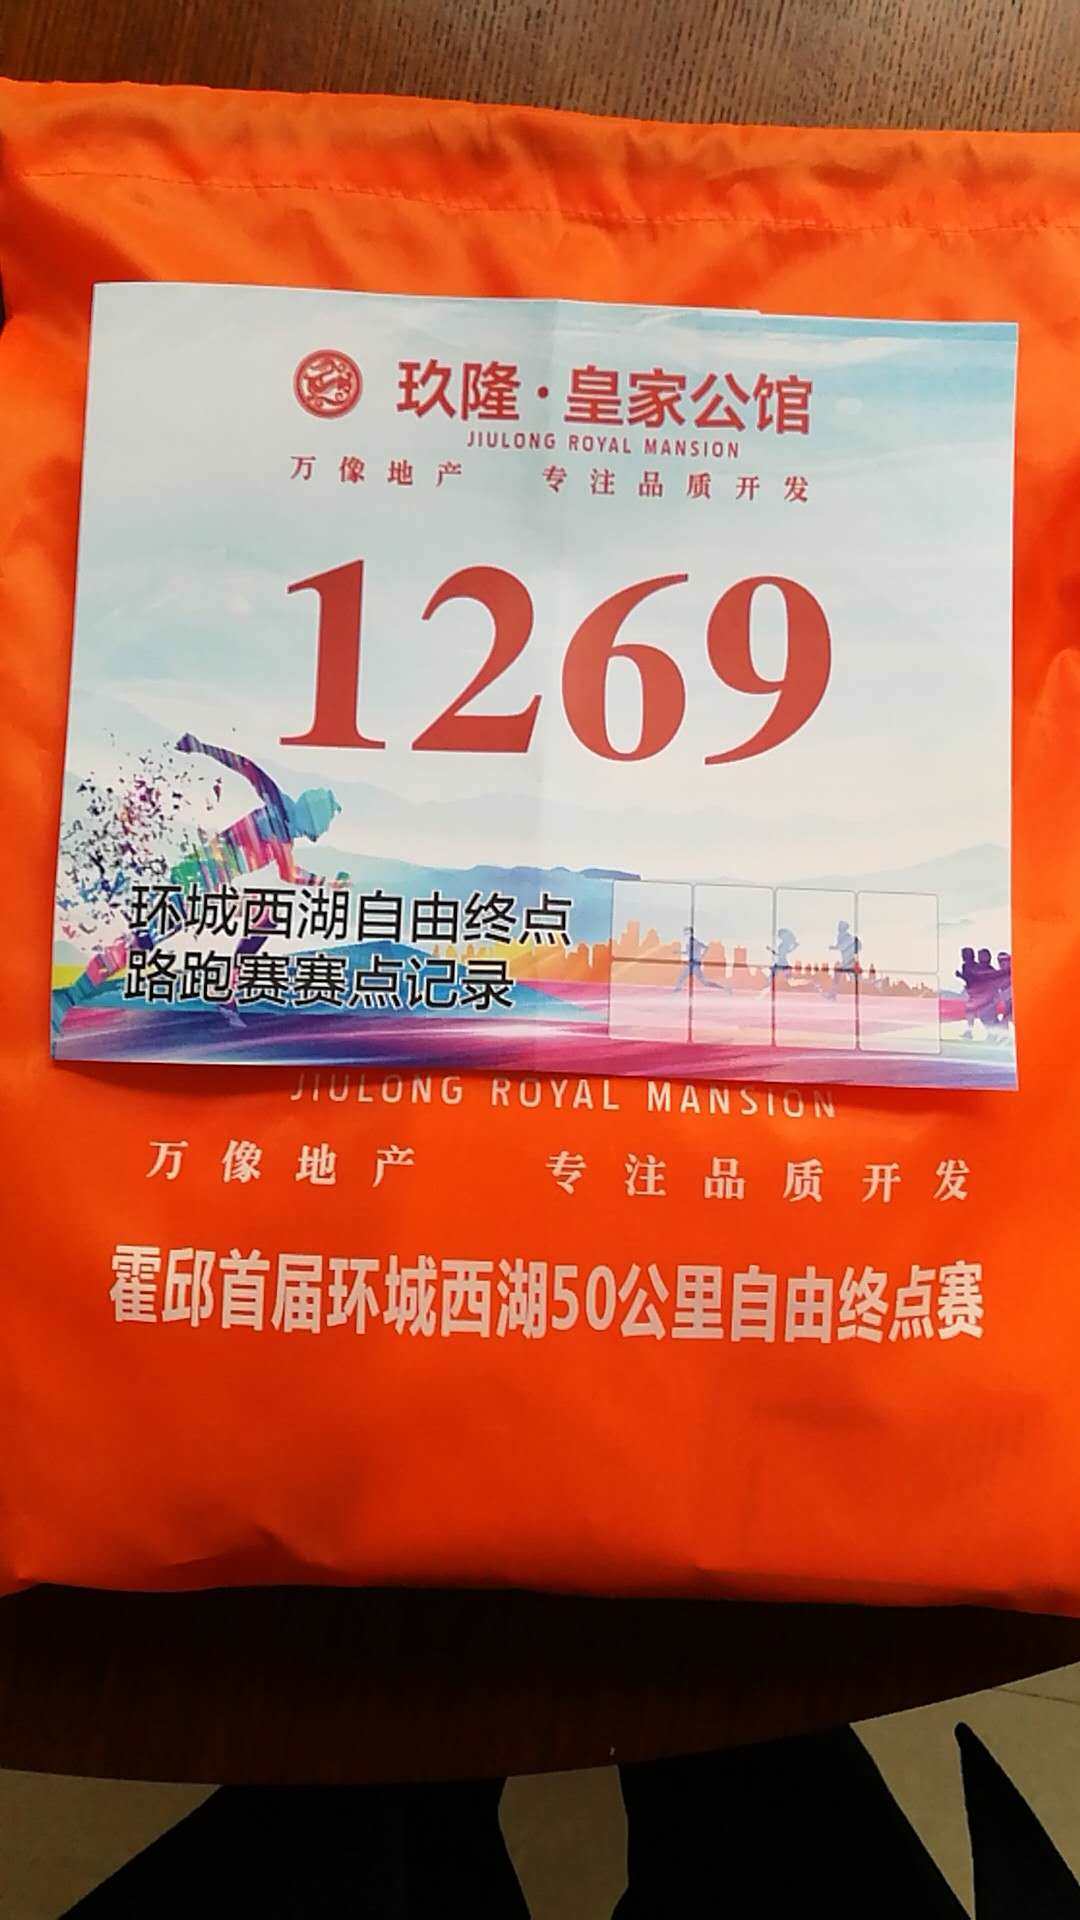 玖隆·皇家公馆
JIULONG ROYAL MANSION
万像地产 专注品质开发
1269
环城西湖自由终点
路跑赛赛点记录
JIULONG ROYAL MANSION
万像地产 专注品质开发
霍邱首届环城西湖50公里自由终点赛